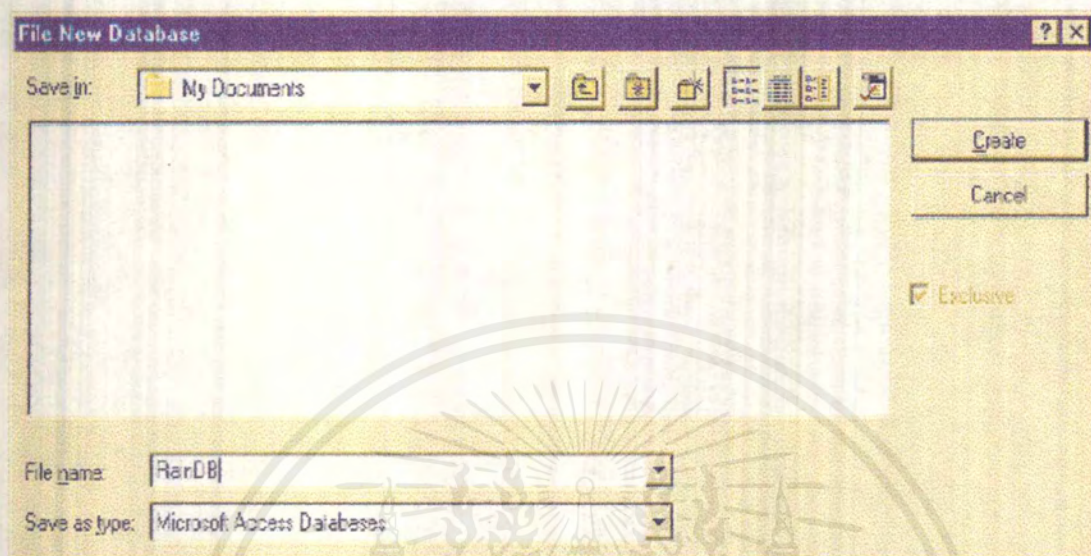 File New Database
Save in: My Documents
Create
Cancel
Exclusive
File name: RainDB
Save as type: Microsoft Access Databases